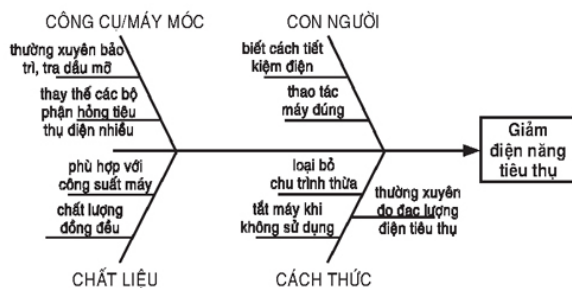 CÔNG CỤ/MÁY MÓC
CON NGƯỜI
thường xuyên bảo
trì, tra dầu mỡ
thay thế các bộ
phận hỏng tiêu
thụ điện nhiều
biết cách tiết
kiệm điện
thao tác
máy đúng
Giảm
điện năng
tiêu thụ
phù hợp với
công suất máy
chất lượng
đồng đều
loại bỏ
chu trình thừa
tắt máy khi
không sử dụng
thường xuyên
đo đạc lượng
điện tiêu thụ
CHẤT LIỆU
CÁCH THỨC